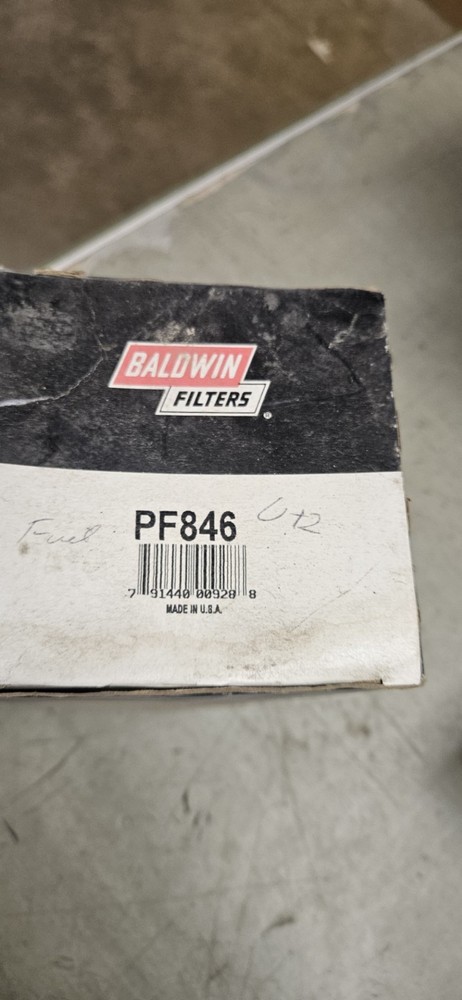 BALDWIN
FILTERS®
Fuel PF846
7 91440 00928 8
MADE IN U.S.A.